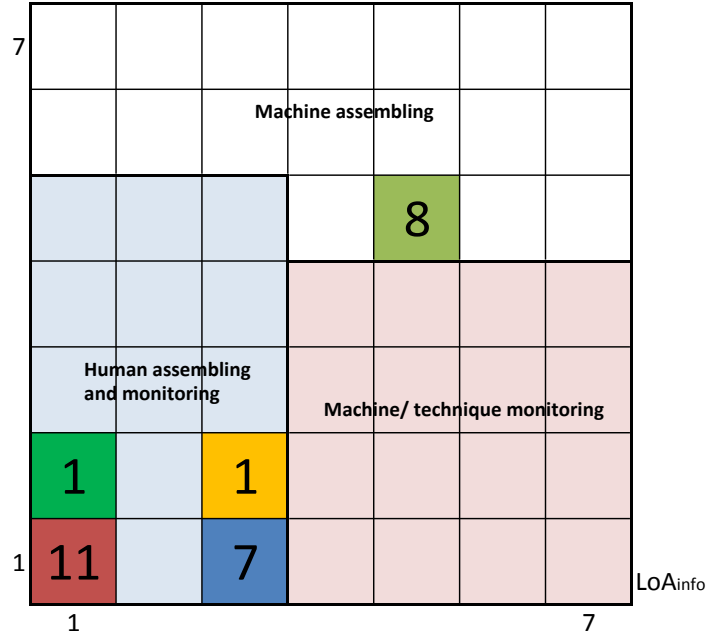 7
Machine assembling
8
Human assembling
and monitoring
Machine/ technique monitoring
1
1
1
11
7
LoAinfo
1
7